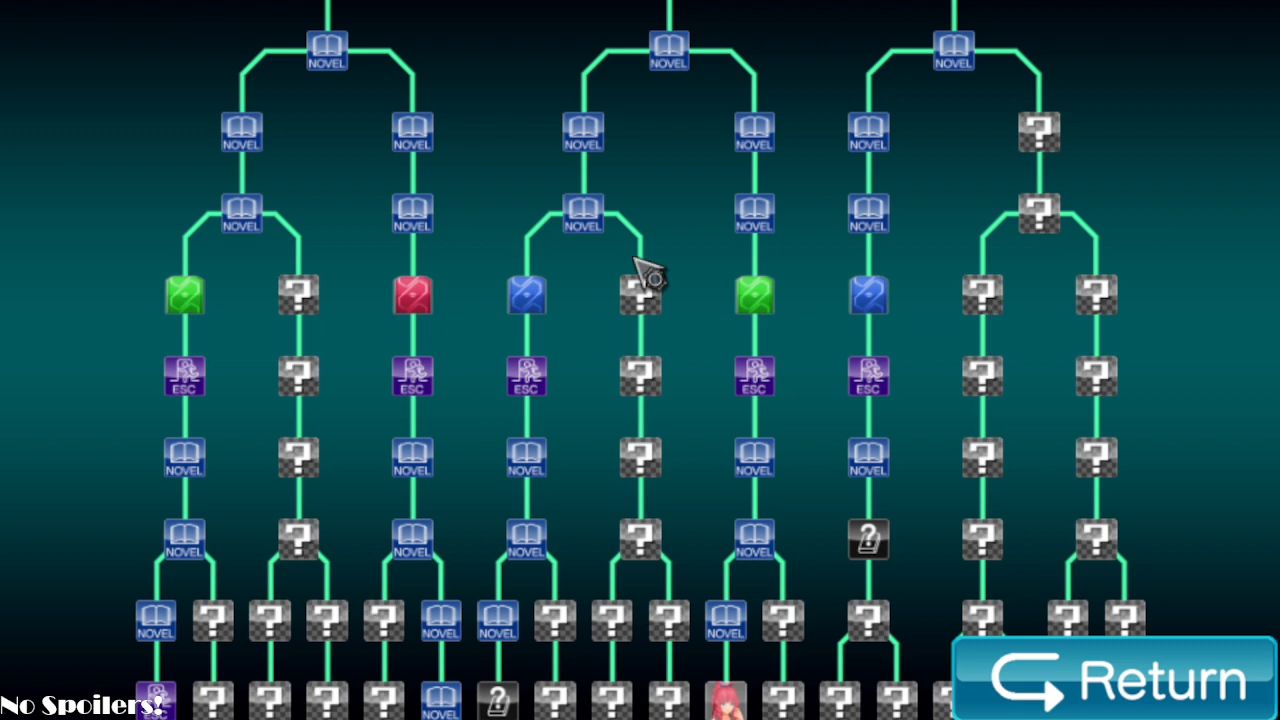 NOVEL NOVEL NOVEL
NOVEL NOVEL NOVEL NOVEL NOVEL ?
NOVEL NOVEL NOVEL NOVEL NOVEL ?
? ? ? ?
ESC ? ESC ESC ? ESC ESC ? ?
NOVEL ? NOVEL NOVEL ? NOVEL NOVEL ? ?
NOVEL ? NOVEL NOVEL ? NOVEL ? ? ?
NOVEL ? ? ? ? NOVEL NOVEL ? ? ? NOVEL ? ? ? ? ?
? ? ? ? NOVEL ? ? ? ? ? ? ?
No Spoilers!
Return